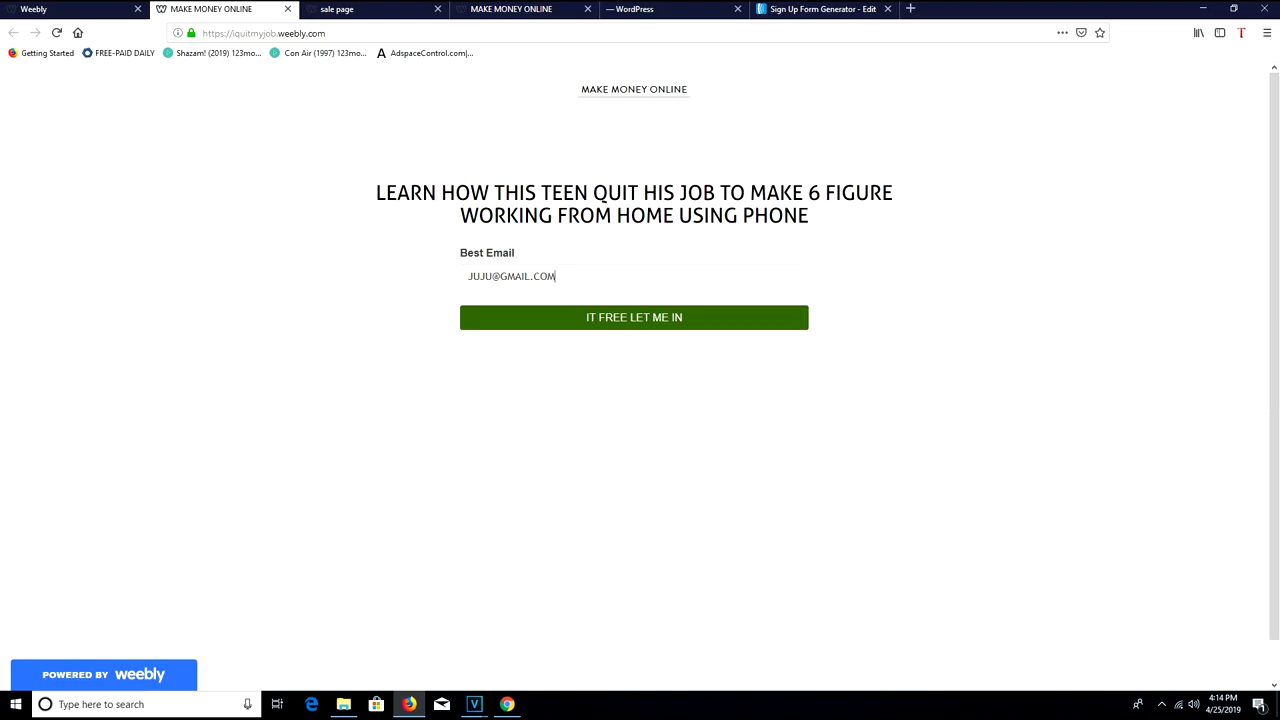 Weebly
MAKE MONEY ONLINE
sale page
MAKE MONEY ONLINE
— WordPress
Sign Up Form Generator - Edit
https://iquitmyjob.weebly.com
Getting Started
FREE-PAID DAILY
Shazam! (2019) 123mo...
Con Air (1997) 123mo...
AdspaceControl.com|...
MAKE MONEY ONLINE
LEARN HOW THIS TEEN QUIT HIS JOB TO MAKE 6 FIGURE
WORKING FROM HOME USING PHONE
Best Email
JUJU@GMAIL.COM
IT FREE LET ME IN
POWERED BY weebly
Type here to search
4:14 PM
4/25/2019